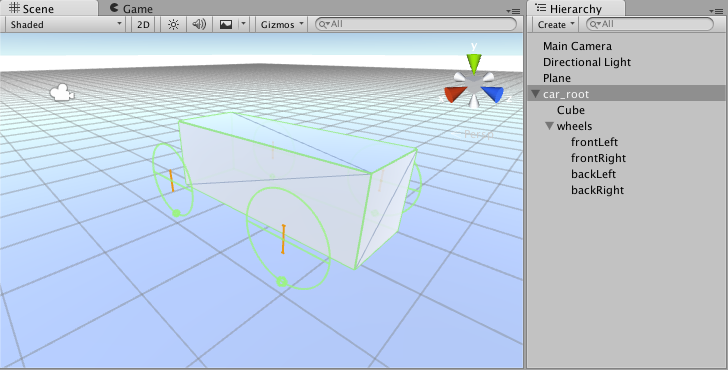 Scene
Game
Shaded
2D
Gizmos
All
y
Persp
Hierarchy
Create
All
Main Camera
Directional Light
Plane
car_root
Cube
wheels
frontLeft
frontRight
backLeft
backRight